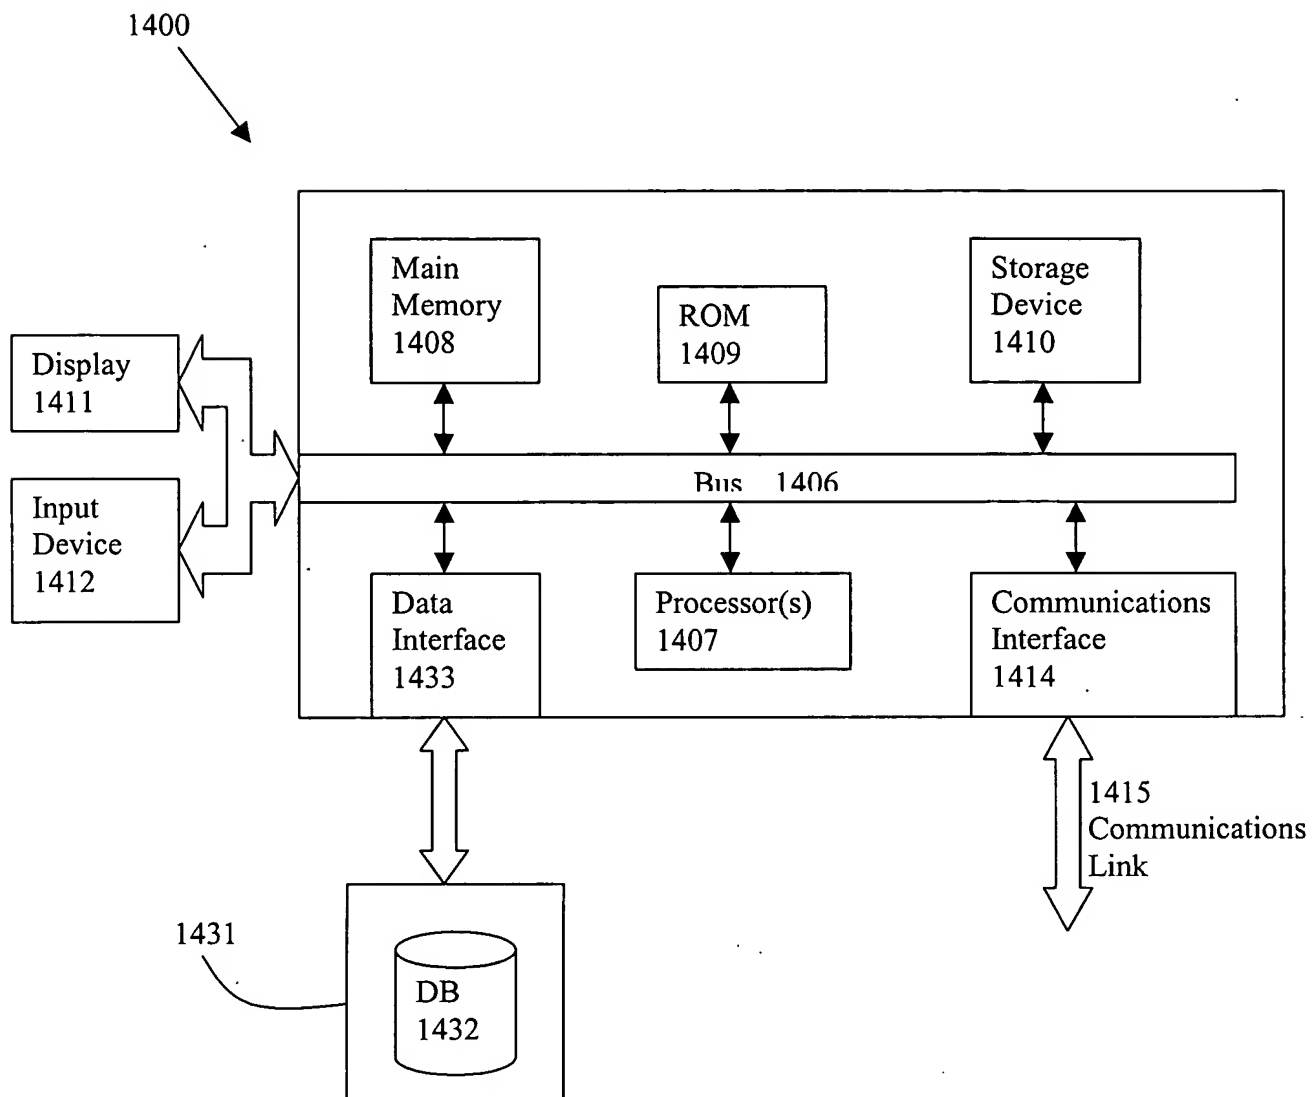 1400
Main
Memory
1408
ROM
1409
Storage
Device
1410
Display
1411
Bus 1406
Input
Device
1412
Data
Interface
1433
Processor(s)
1407
Communications
Interface
1414
1415
Communications
Link
1431
DB
1432